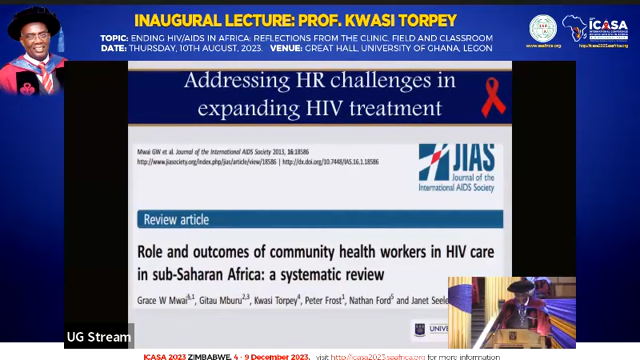 INAUGURAL LECTURE: PROF. KWASI TORPEY
TOPIC: ENDING HIV/AIDS IN AFRICA: REFLECTIONS FROM THE CLINIC, FIELD AND CLASSROOM
DATE: THURSDAY, 10TH AUGUST, 2023. VENUE: GREAT HALL, UNIVERSITY OF GHANA, LEGON
ICASA
Addressing HR challenges in
expanding HIV treatment
Mwai GW et al. Journal of the International AIDS Society 2013, 16:18586
http://www.jiasociety.org/index.php/jias/article/view/18586 | http://dx.doi.org/10.7448/IAS.16.1.18586
JIAS
Journal of the
International AIDS Society
Review article
Role and outcomes of community health workers in HIV care
in sub-Saharan Africa: a systematic review
Grace W Mwai, Gitau Mburu, Kwasi Torpey, Peter Frost, Nathan Ford and Janet Seele
UG Stream
ICASA 2023 ZIMBABWE, 4 - 9 December 2023, visit http://icasa2023.saafrica.org for more information